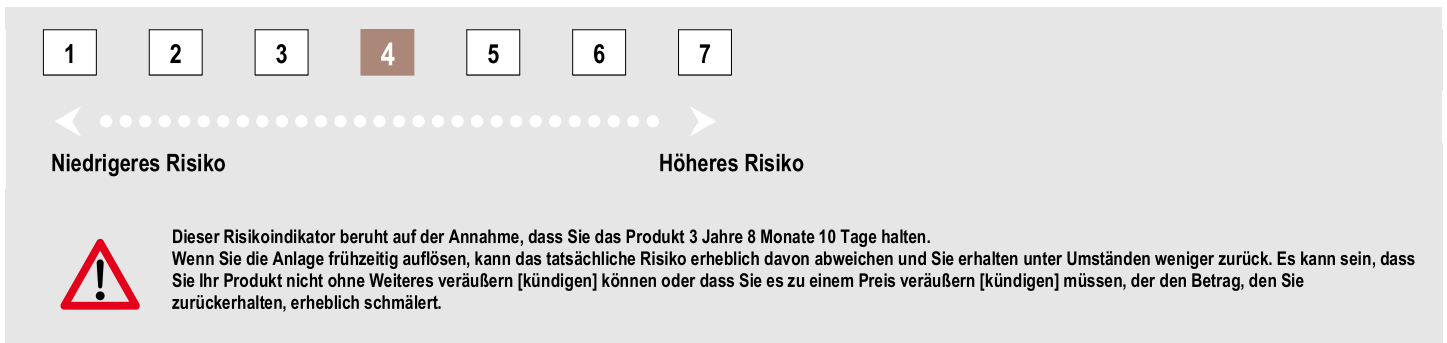 1 2 3 4 5 6 7
Niedrigeres Risiko Höheres Risiko
Dieser Risikoindikator beruht auf der Annahme, dass Sie das Produkt 3 Jahre 8 Monate 10 Tage halten.
Wenn Sie die Anlage frühzeitig auflösen, kann das tatsächliche Risiko erheblich davon abweichen und Sie erhalten unter Umständen weniger zurück. Es kann sein, dass
Sie Ihr Produkt nicht ohne Weiteres veräußern [kündigen] können oder dass Sie es zu einem Preis veräußern [kündigen] müssen, der den Betrag, den Sie
zurückerhalten, erheblich schmälert.